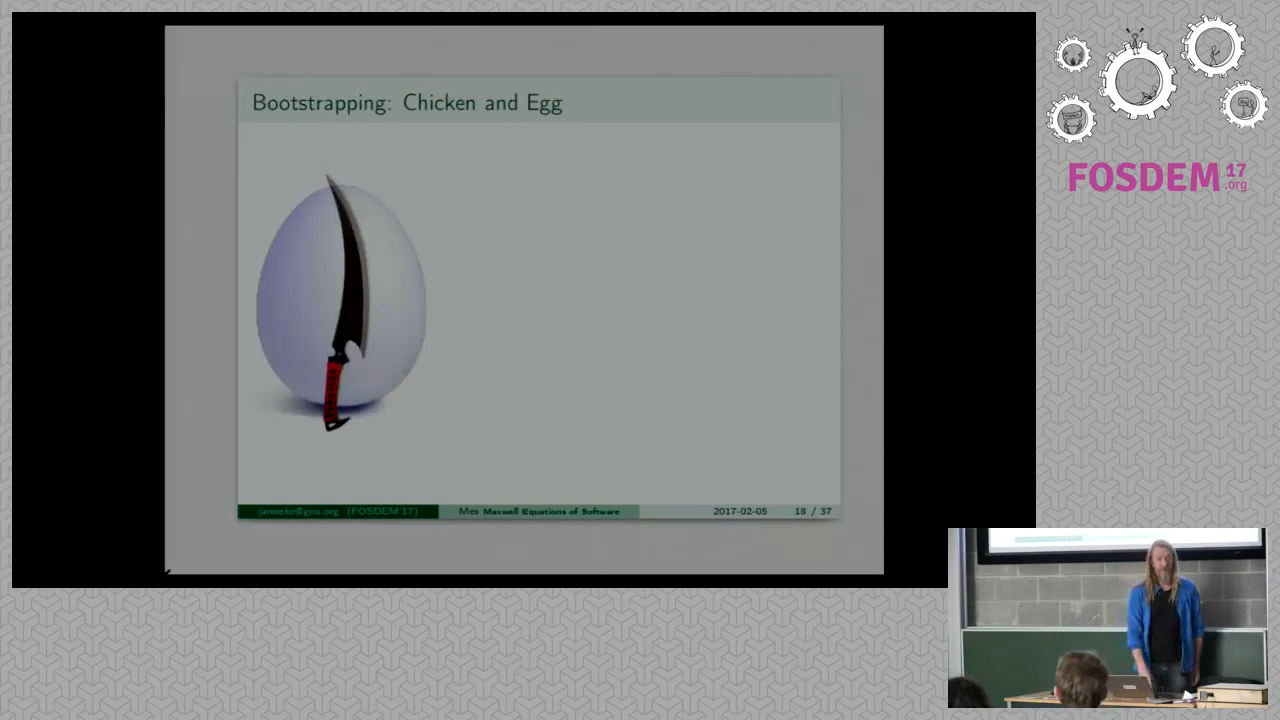 Bootstrapping: Chicken and Egg
janneke@gnu.org (FOSDEM'17)
Mes Maxwell Equations of Software
2017-02-05
18 / 37
FOSDEM 17
.org